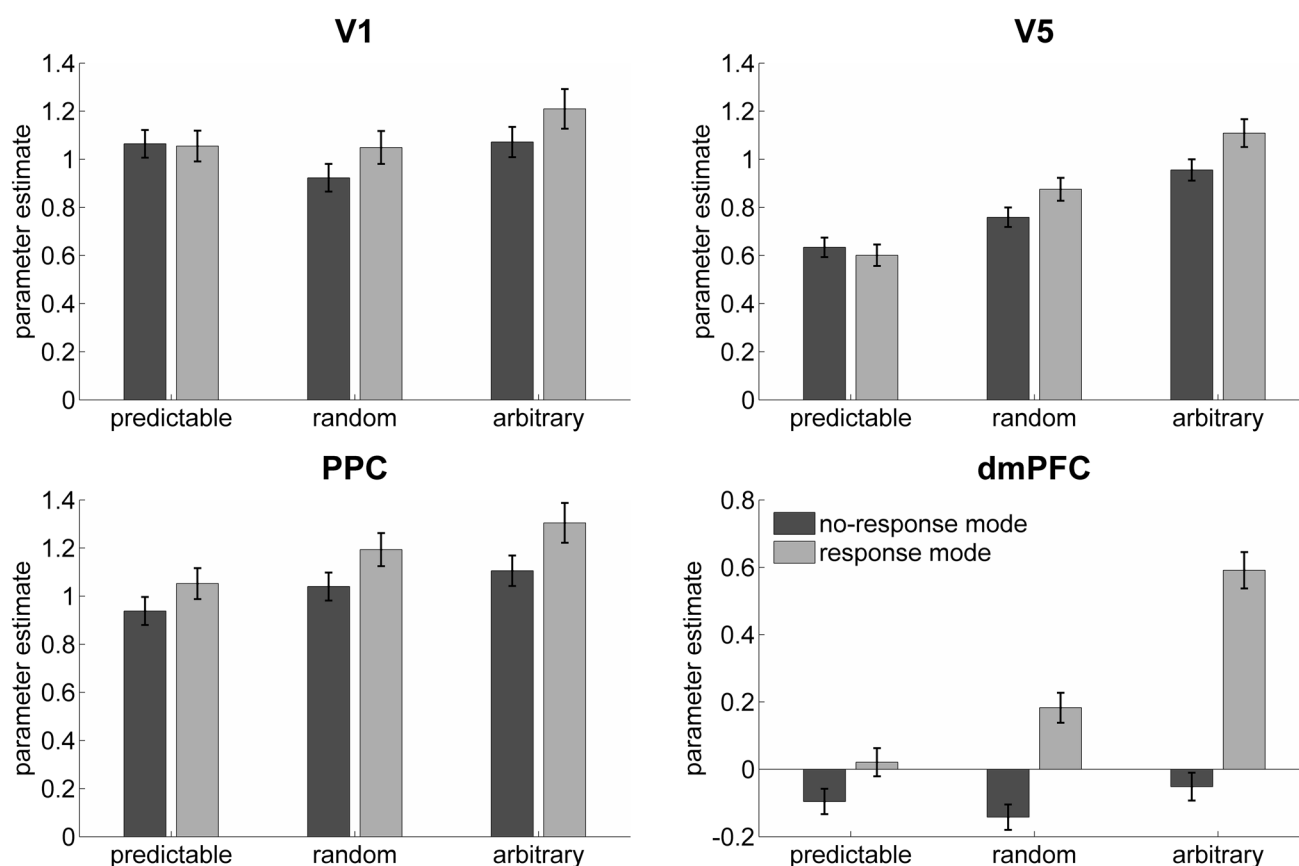 V1
1.4
1.2
1
0.8
0.6
0.4
0.2
0
parameter estimate
predictable random arbitrary
V5
1.4
1.2
1
0.8
0.6
0.4
0.2
0
parameter estimate
predictable random arbitrary
PPC
1.4
1.2
1
0.8
0.6
0.4
0.2
0
parameter estimate
predictable random arbitrary
dmPFC
0.8
0.6
0.4
0.2
0
-0.2
parameter estimate
no-response mode
response mode
predictable random arbitrary